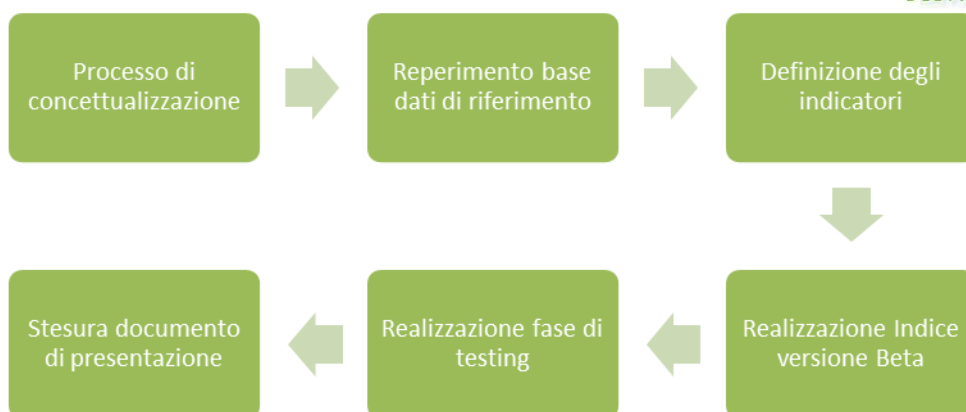 Processo di
concettualizzazione
Reperimento base
dati di riferimento
Definizione degli
indicatori
Realizzazione Indice
versione Beta
Realizzazione fase di
testing
Stesura documento
di presentazione